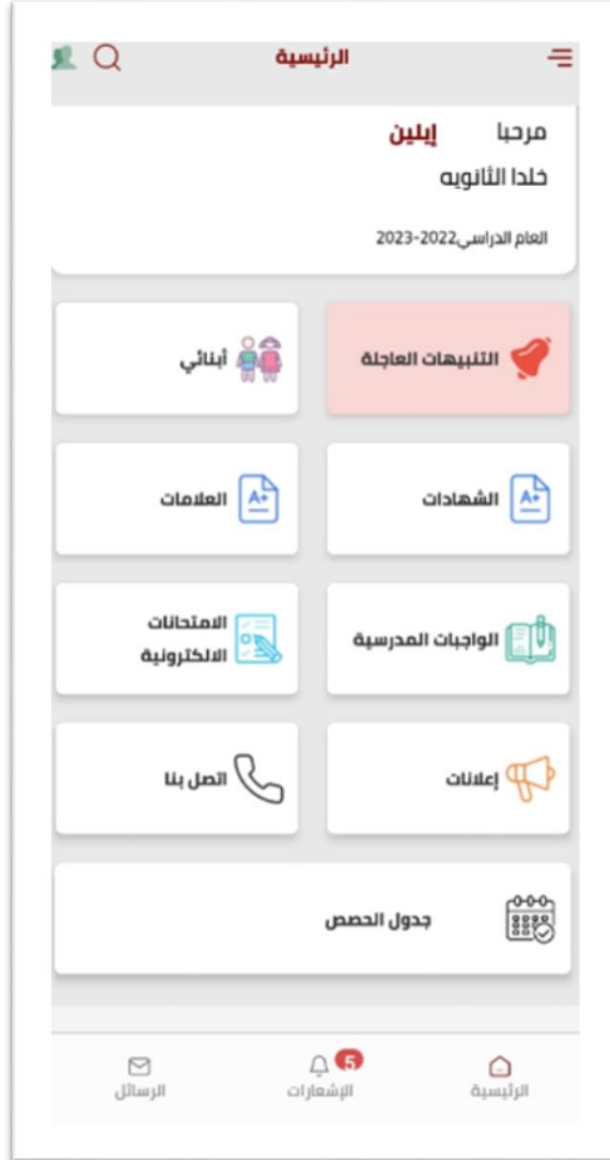 الرئيسية
مرحبا إيلين
خلدا الثانويه
العام الدراسي2022-2023
التنبيهات العاجلة
أبنائي
الشهادات
A+
العلامات
A+
الواجبات المدرسية
الامتحانات
الالكترونية
إعلانات
اتصل بنا
جدول الحصص
الرئيسية
5
الإشعارات
الرسائل